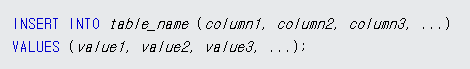 INSERT INTO table_name (column1, column2, column3, ...)
VALUES (value1, value2, value3, ...);